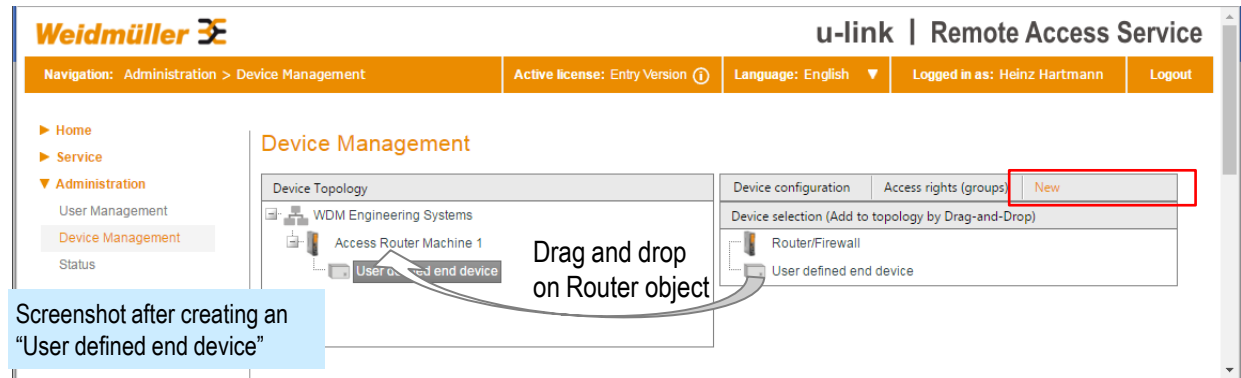 Weidmüller
u-link | Remote Access Service
Navigation: Administration > Device Management
Active license: Entry Version
Language: English
Logged in as: Heinz Hartmann
Logout
Home
Service
Administration
User Management
Device Management
Status
Device Management
Device Topology
WDM Engineering Systems
Access Router Machine 1
User defined end device
Device configuration
Access rights (groups)
New
Device selection (Add to topology by Drag-and-Drop)
Router/Firewall
User defined end device
Drag and drop
on Router object
Screenshot after creating an
“User defined end device”